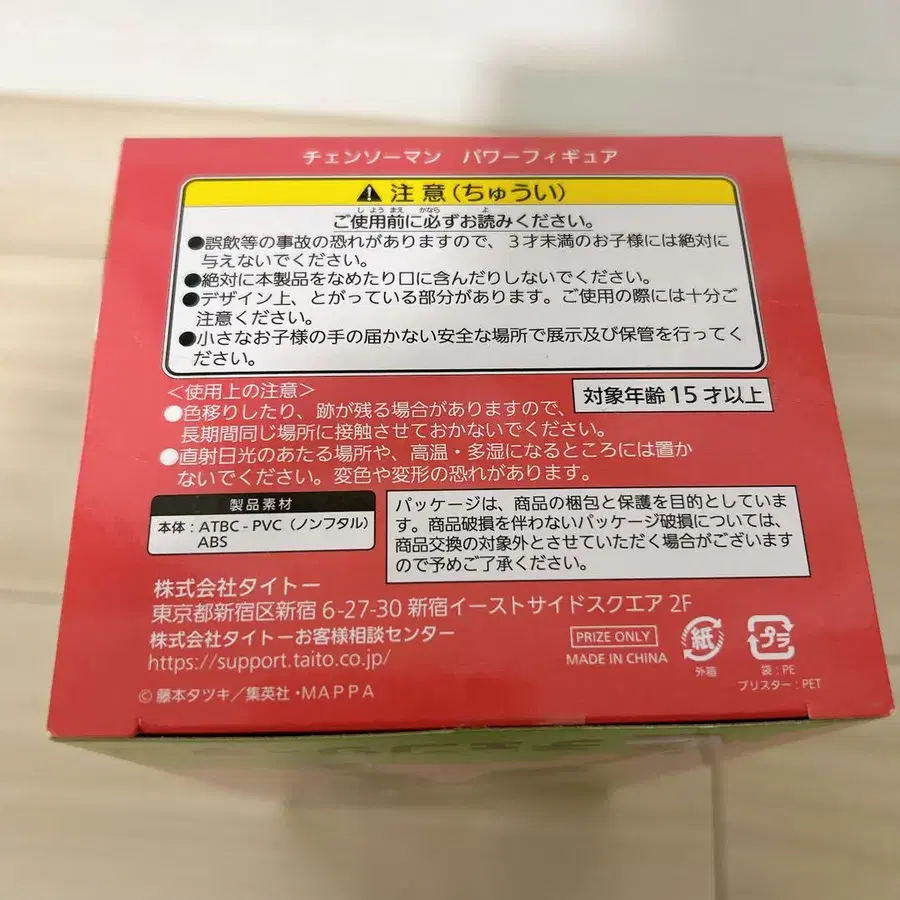 チェンソーマン パワーフィギュア
⚠注意(ちゅうい)
ご使用前に必ずお読みください。
●誤飲等の事故の恐れがありますので、3才未満のお子様には絶対に
与えないでください。
●絶対に本製品をなめたり口に含んだりしないでください。
●デザイン上、とがっている部分があります。ご使用の際には十分ご
注意ください。
●小さなお子様の手の届かない安全な場所で展示及び保管を行ってく
ださい。
<使用上の注意>
対象年齢15才以上
●色移りしたり、跡が残る場合がありますので、
長期間同じ場所に接触させておかないでください。
●直射日光のあたる場所や、高温・多湿になるところには置か
ないでください。変色や変形の恐れがあります。
製品素材
本体:ATBC-PVC(ノンフタル)
ABS
パッケージは、商品の梱包と保護を目的としていま
す。商品破損を伴わないパッケージ破損については、
商品交換の対象外とさせていただく場合がございます
ので予めご了承ください。
株式会社タイトー
東京都新宿区新宿6-27-30 新宿イーストサイドスクエア2F
株式会社タイトーお客様相談センター
https://support.taito.co.jp/
©藤本タツキ/集英社・MAPPA
PRIZE ONLY
MADE IN CHINA
紙
外箱
プラ
袋:PE
ブリスター:PET